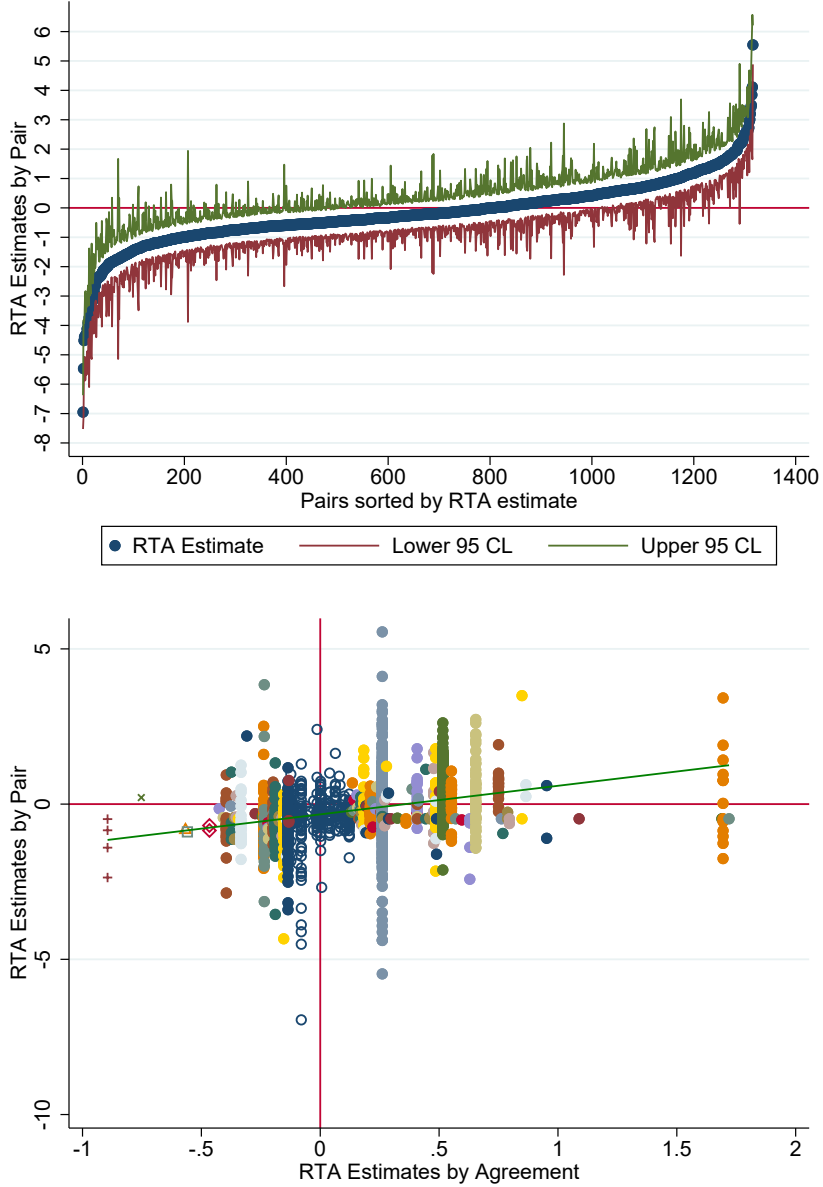 RTA Estimates by Pair
6
5
4
3
2
1
0
-1
-2
-3
-4
-5
-6
-7
-8
0 200 400 600 800 1000 1200 1400
Pairs sorted by RTA estimate
RTA Estimate Lower 95 CL Upper 95 CL
RTA Estimates by Pair
5
0
-5
-10
-1 -.5 0 .5 1 1.5 2
RTA Estimates by Agreement